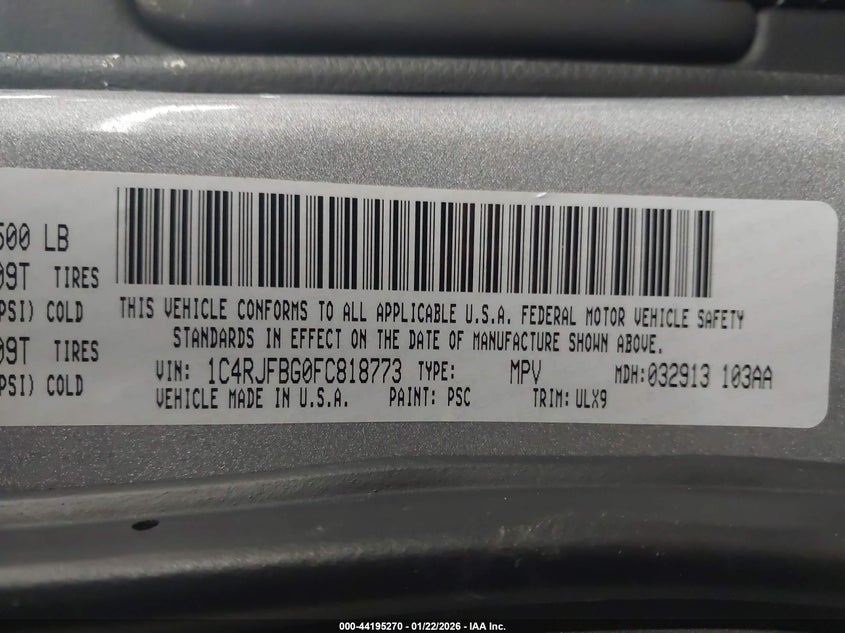 500 LB
09T TIRES
PSI) COLD
09T TIRES
PSI) COLD
THIS VEHICLE CONFORMS TO ALL APPLICABLE U.S.A. FEDERAL MOTOR VEHICLE SAFETY
STANDARDS IN EFFECT ON THE DATE OF MANUFACTURE SHOWN ABOVE.
VIN: 1C4RJFBG0FC818773 TYPE: MPV MDH:032913 103AA
VEHICLE MADE IN U.S.A. PAINT: PSC TRIM: ULX9
000-44195270 - 01/22/2026 - IAA Inc.